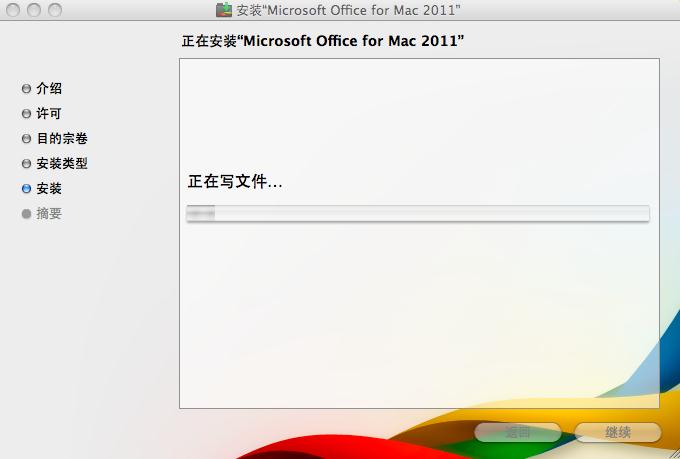 安装“Microsoft Office for Mac 2011”
正在安装“Microsoft Office for Mac 2011”
介绍
许可
目的宗卷
安装类型
安装
摘要
正在写文件...
返回
继续